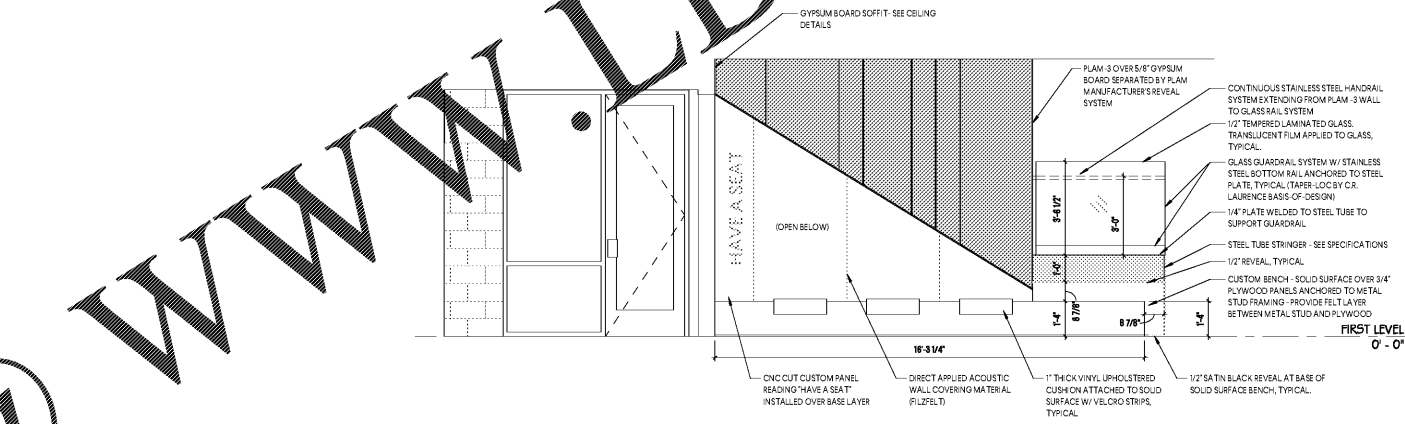 GYPSUM BOARD SOFFIT- SEE CEILING
DETAILS
PLAM -3 OVER 5/8" GYPSUM
BOARD SEPARATED BY PLAM
MANUFACTURER'S REVEAL
SYSTEM
CONTINUOUS STAINLESS STEEL HANDRAIL
SYSTEM EXTENDING FROM PLAM -3 WALL
TO GLASS RAIL SYSTEM
1/2" TEMPERED LAMINATED GLASS.
TRANSLUCENT FILM APPLIED TO GLASS,
TYPICAL.
GLASS GUARDRAIL SYSTEM W/ STAINLESS
STEEL BOTTOM RAIL ANCHORED TO STEEL
PLATE, TYPICAL (TAPER-LOC BY C.R.
LAURENCE BASIS-OF-DESIGN)
1/4" PLATE WELDED TO STEEL TUBE TO
SUPPORT GUARDRAIL
STEEL TUBE STRINGER - SEE SPECIFICATIONS
1/2" REVEAL, TYPICAL
CUSTOM BENCH - SOLID SURFACE OVER 3/4"
PLYWOOD PANELS ANCHORED TO METAL
STUD FRAMING - PROVIDE FELT LAYER
BETWEEN METAL STUD AND PLYWOOD
FIRST LEVEL
0' - 0"
HAVE A SEAT
(OPEN BELOW)
3'-6 1/2"
3'-0"
1'-0"
8 7/8"
1'-4"
8 7/8"
1'-4"
16'-3 1/4"
CNC CUT CUSTOM PANEL
READING "HAVE A SEAT"
INSTALLED OVER BASE LAYER
DIRECT APPLIED ACOUSTIC
WALL COVERING MATERIAL
(FILZFELT)
1" THICK VINYL UPHOLSTERED
CUSHION ATTACHED TO SOLID
SURFACE W/ VELCRO STRIPS,
TYPICAL
1/2" SATIN BLACK REVEAL AT BASE OF
SOLID SURFACE BENCH, TYPICAL.
WWW